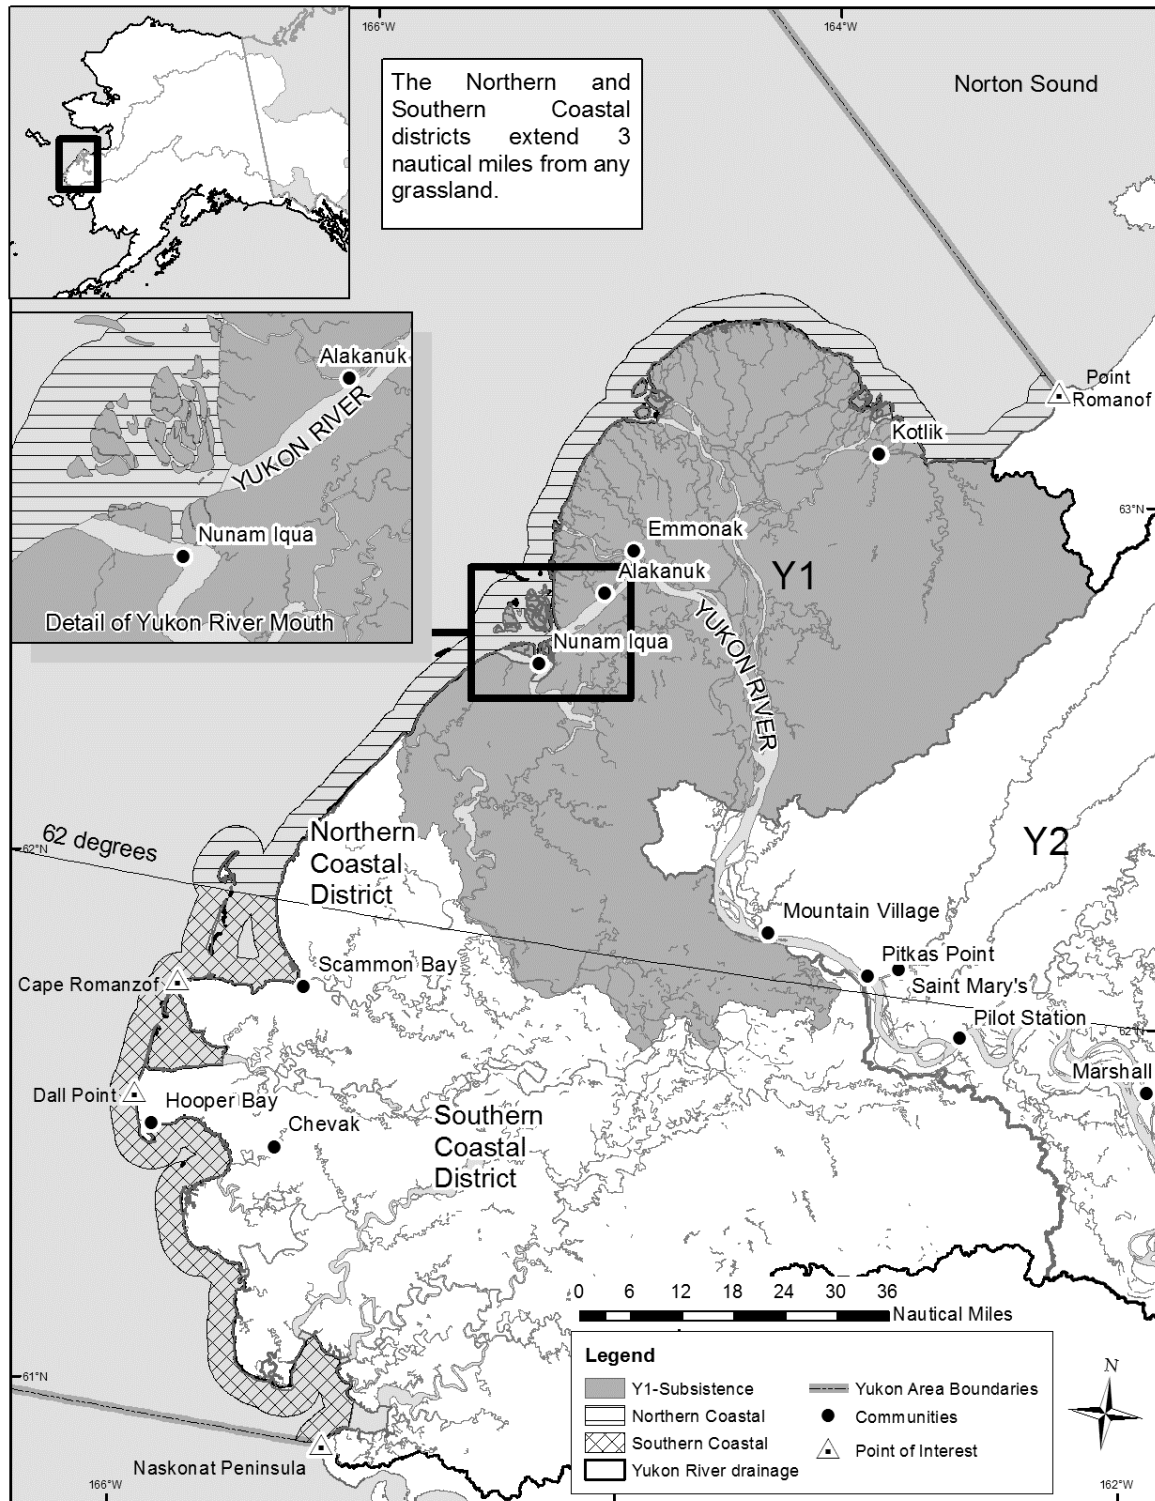 166°W
164°W
The Northern and
Southern Coastal
districts extend 3
nautical miles from any
grassland.
Norton Sound
Point
Romanof
Alakanuk
YUKON RIVER
Nunam Iqua
Detail of Yukon River Mouth
Kotlik
63°N
Emmonak
Alakanuk
Y1
YUKON RIVER
Nunam Iqua
62 degrees
62°N
Northern
Coastal
District
Y2
Mountain Village
Pitkas Point
Saint Mary's
Scammon Bay
Cape Romanzof
Pilot Station
62°N
Marshall
Dall Point
Hooper Bay
Chevak
Southern
Coastal
District
0 6 12 18 24 30 36
Nautical Miles
Legend
Y1-Subsistence
Northern Coastal
Southern Coastal
Yukon River drainage
Yukon Area Boundaries
Communities
Point of Interest
N
61°N
Naskonat Peninsula
166°W
162°W